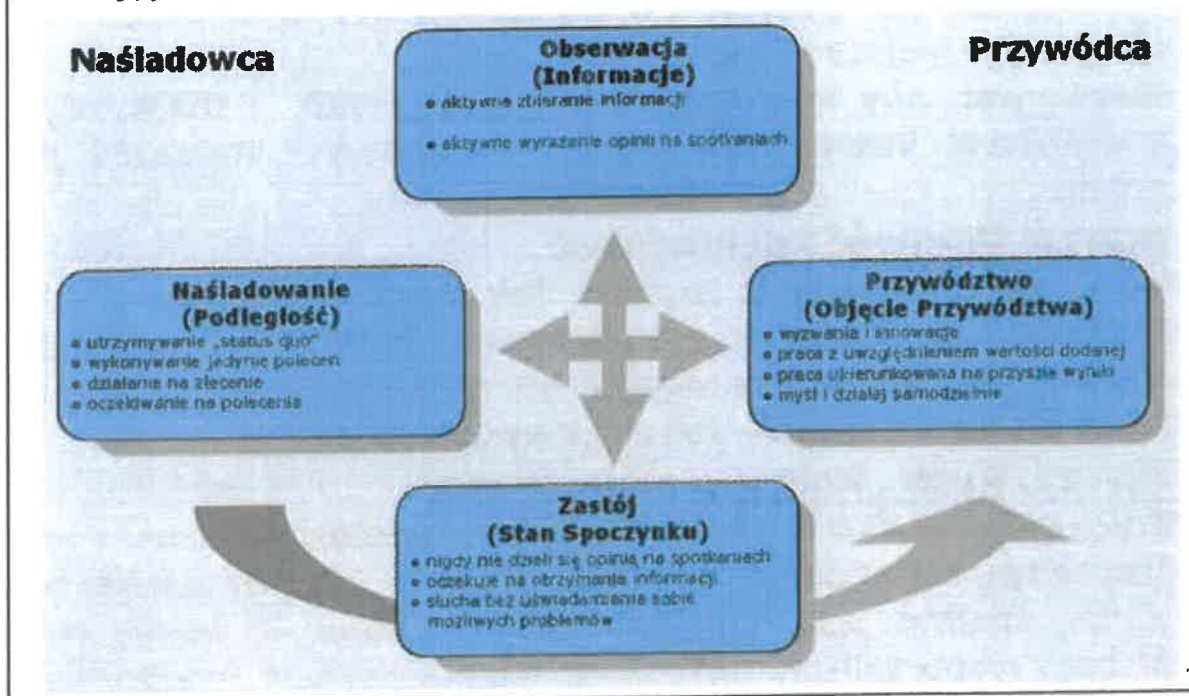 Naśladowca
Przywódca
Obserwacja
(Informacje)
• aktywne zbieranie informacji
• aktywne wyrażanie opinii na spotkaniach
Naśladowanie
(Podległość)
• utrzymywanie „status quo”
• wykonywanie jedynie poleceń
• działanie na zlecenie
• oczekiwanie na polecenia
Przywództwo
(Objęcie Przywództwa)
• wyzwania i innowacje
• praca z uwzględnieniem wartości dodanej
• praca ukierunkowana na przyszłe wyniki
• myśl i działaj samodzielnie
Zastój
(Stan Spoczynku)
• nigdy nie dzieli się opinią na spotkaniach
• oczekuje na otrzymanie informacji
• słucha bez uświadamiania sobie
możliwych problemów